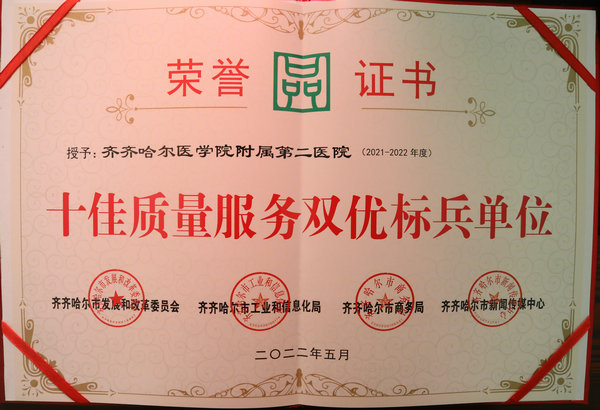 荣誉 品 证书
授予：齐齐哈尔医学院附属第二医院（2021-2022 年度）
十佳质量服务双优标兵单位
齐齐哈尔市发展和改革委员会 齐齐哈尔市工业和信息化局 齐齐哈尔市商务局 齐齐哈尔市新闻传媒中心
二〇二二年五月